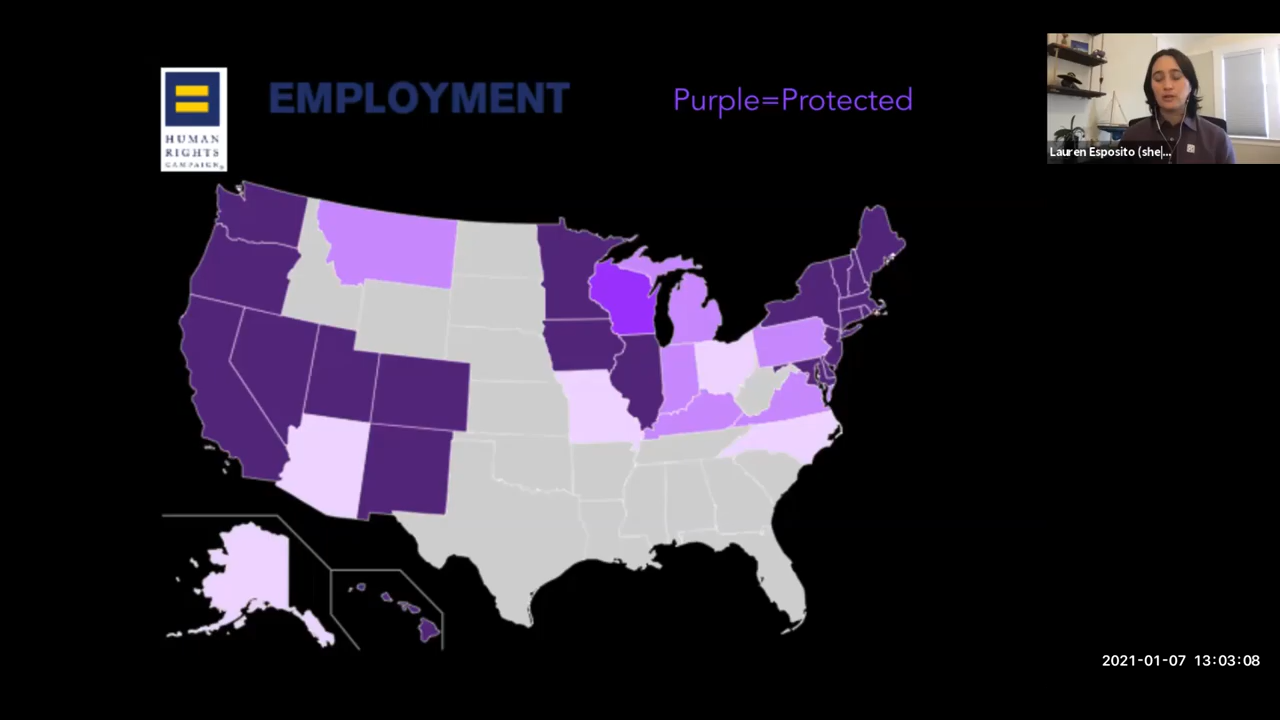 EMPLOYMENT
Purple=Protected
HUMAN
RIGHTS
CAMPAIGN®
Lauren Esposito (she|...
2021-01-07 13:03:08